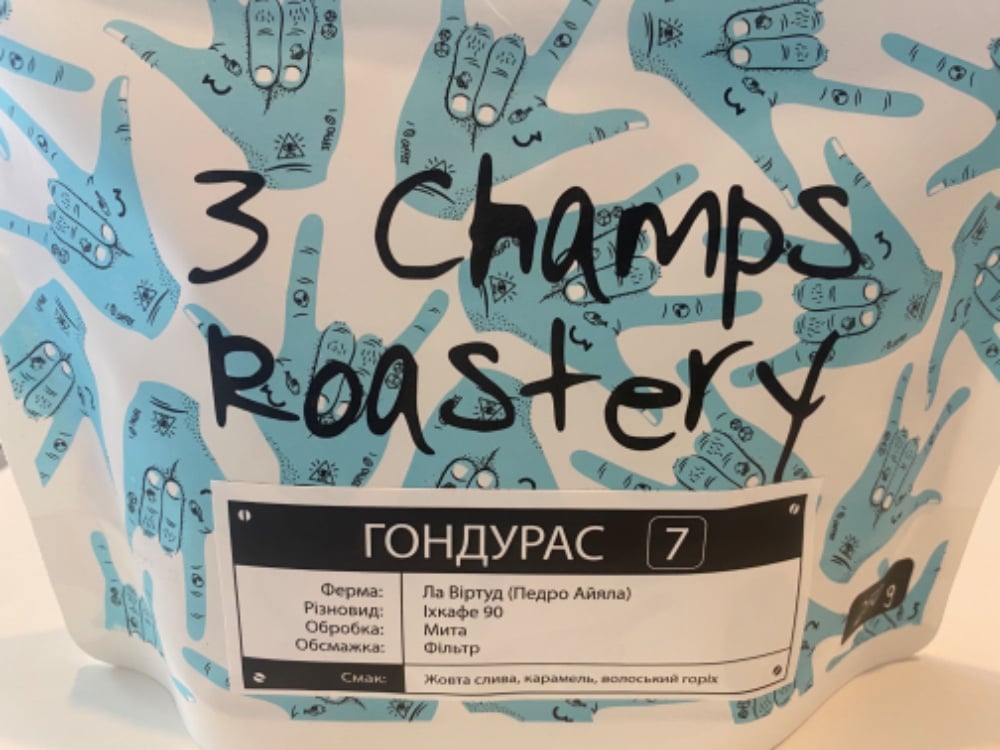 3 Champs
Roastery
ГОНДУРАС 7
Ферма: Ла Віртуд (Педро Айяла)
Різновид: Іхкафе 90
Обробка: Мита
Обсмажка: Фільтр
Смак: Жовта слива, карамель, волоський горіх